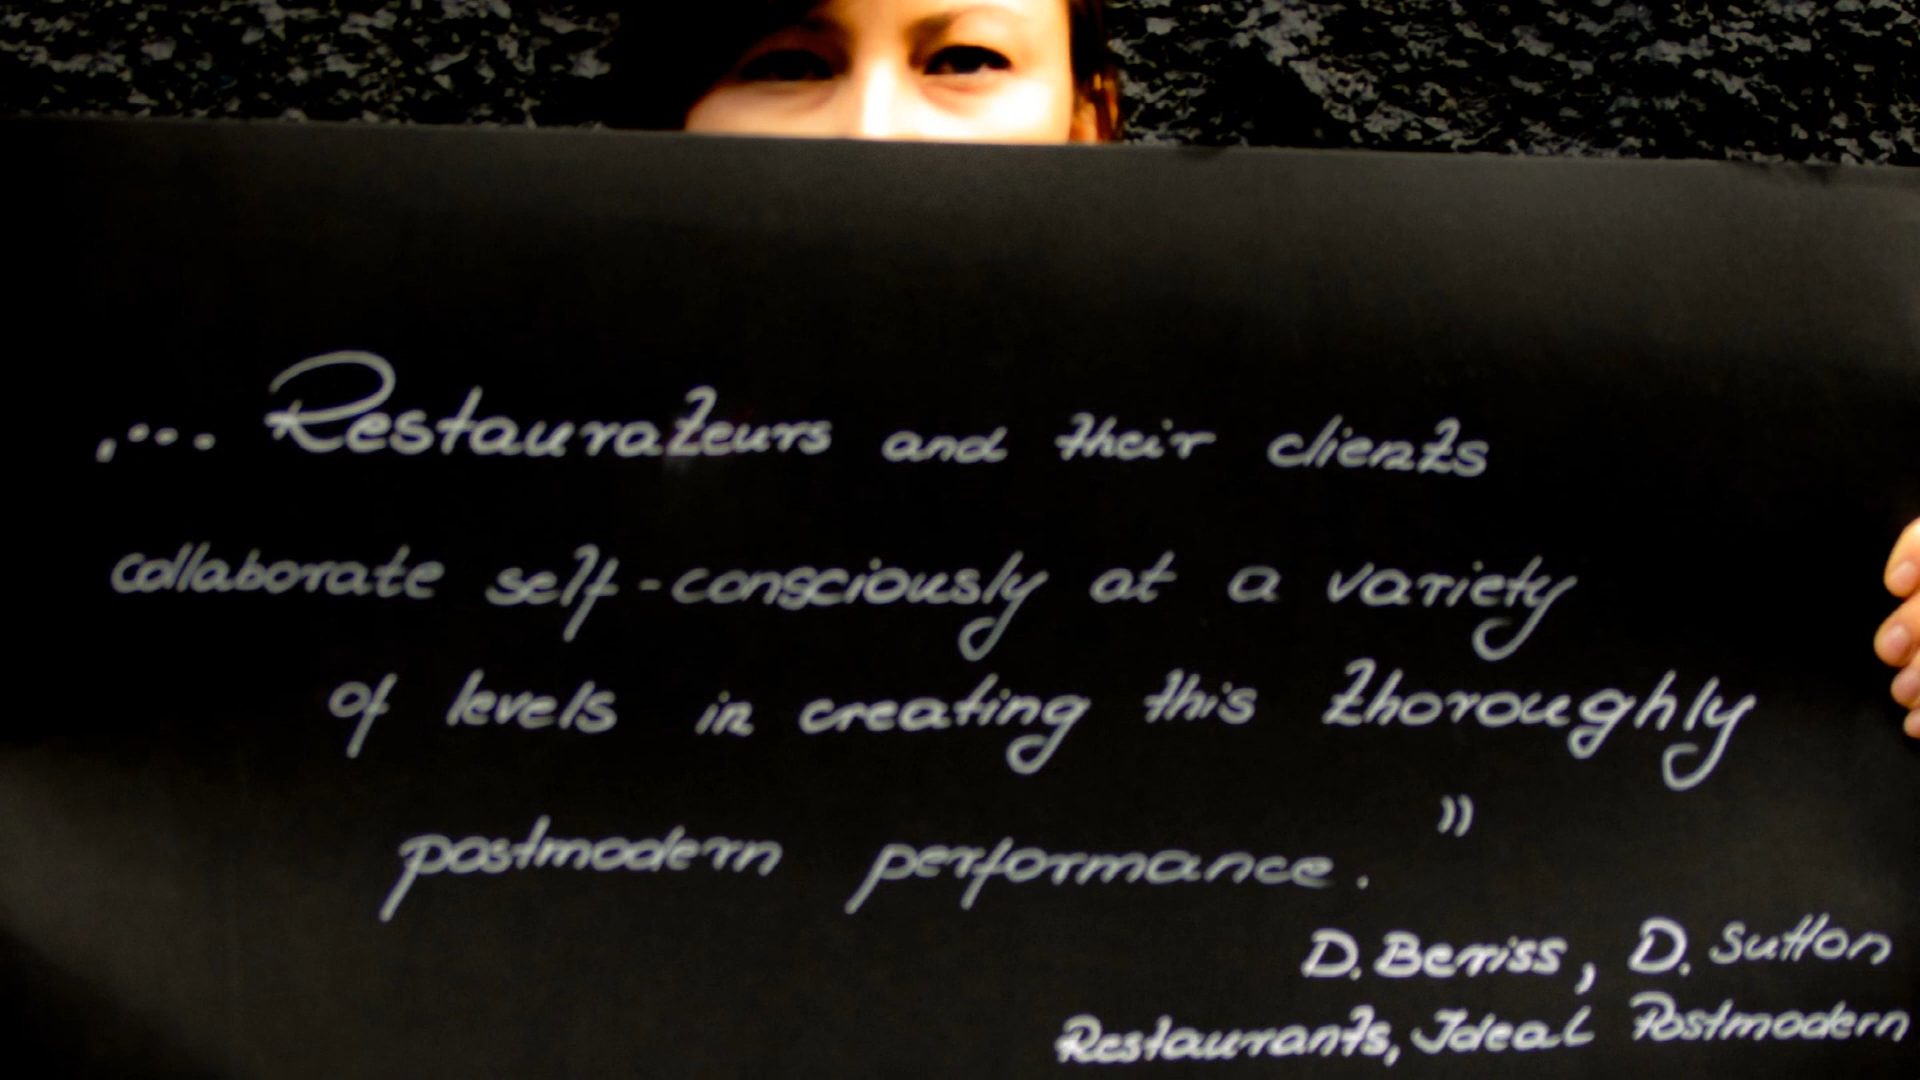 ,... Restaurateurs and their clients
collaborate self-consciously at a variety
of levels in creating this thoroughly
postmodern performance."
D. Beriss, D. Sutton
Restaurants, Ideal Postmodern